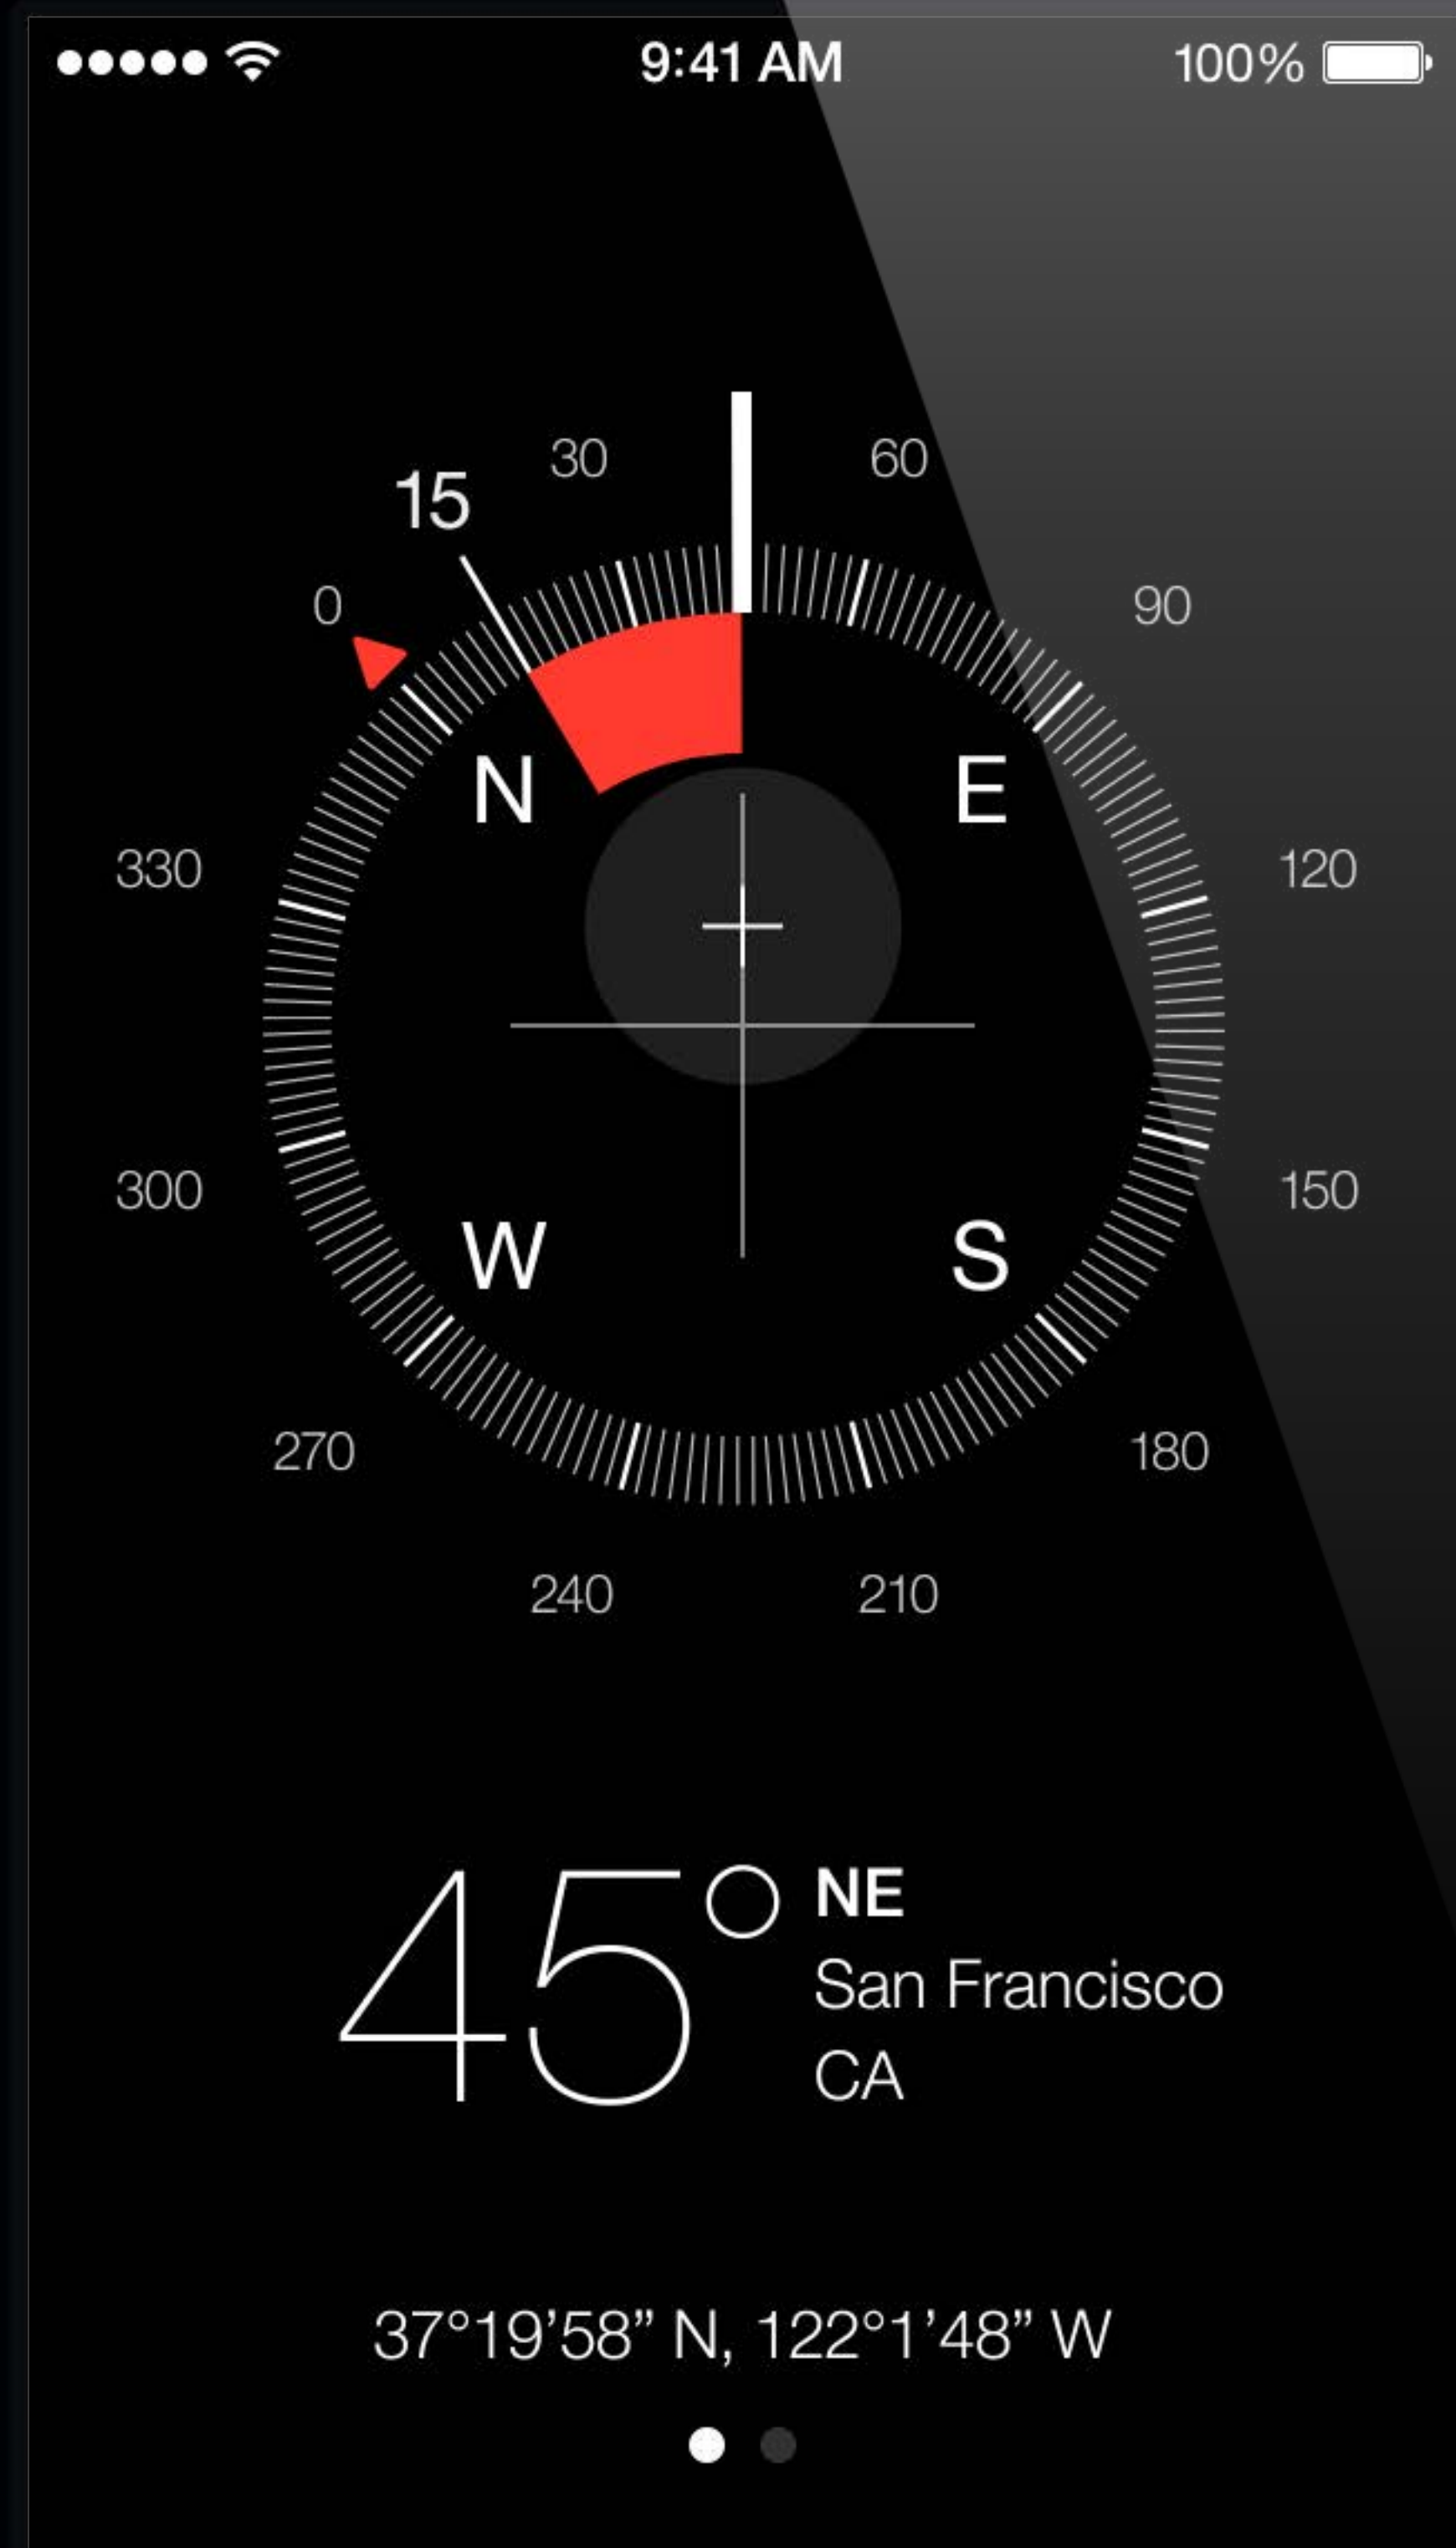 9:41 AM 100%
30 60
15
0 90
N E
330 120
300 150
W S
270 180
240 210
45° NE
San Francisco
CA
37°19’58” N, 122°1’48” W